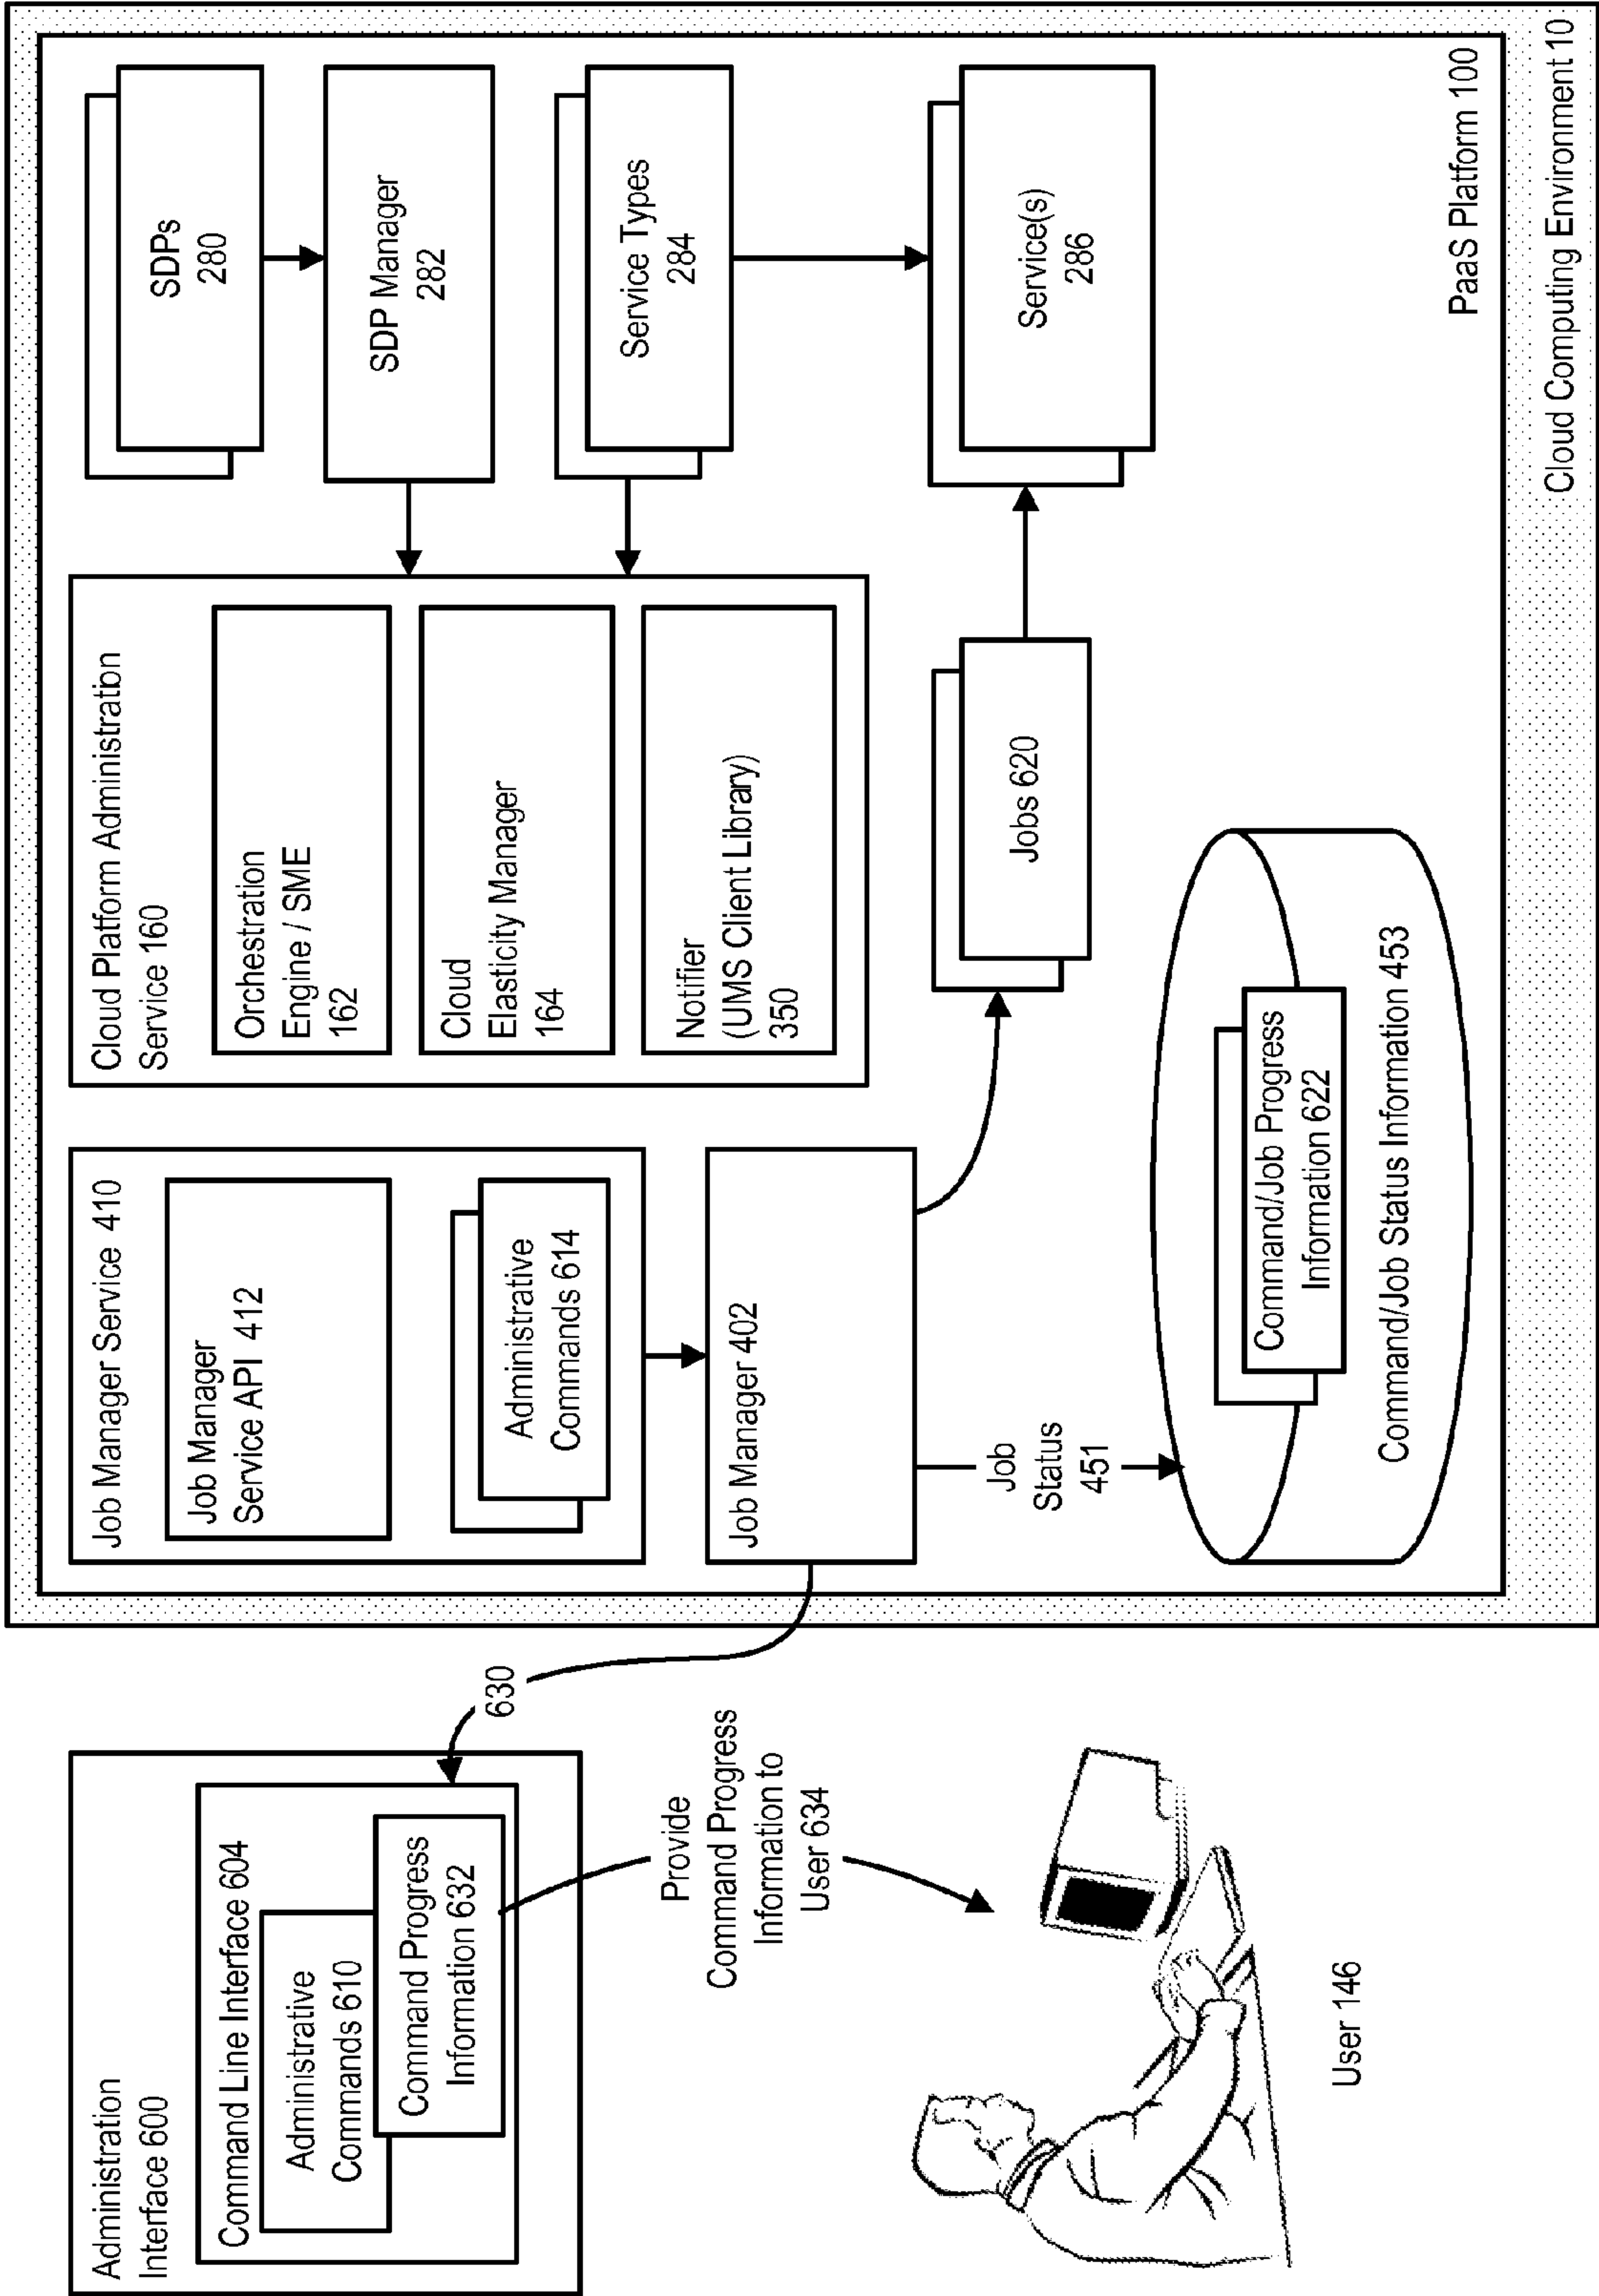 Administration
Interface 600
Command Line Interface 604
Administrative
Commands 610
Command Progress
Information 632
630
Provide
Command Progress
Information to
User 634
User 146
Job Manager Service 410
Job Manager
Service API 412
Administrative
Commands 614
Job Manager 402
Job
Status
451
Command/Job Progress
Information 622
Command/Job Status Information 453
Cloud Platform Administration
Service 160
Orchestration
Engine / SME
162
Cloud
Elasticity Manager
164
Notifier
(UMS Client Library)
350
Jobs 620
SDPs
280
SDP Manager
282
Service Types
284
Service(s)
286
PaaS Platform 100
Cloud Computing Environment 10